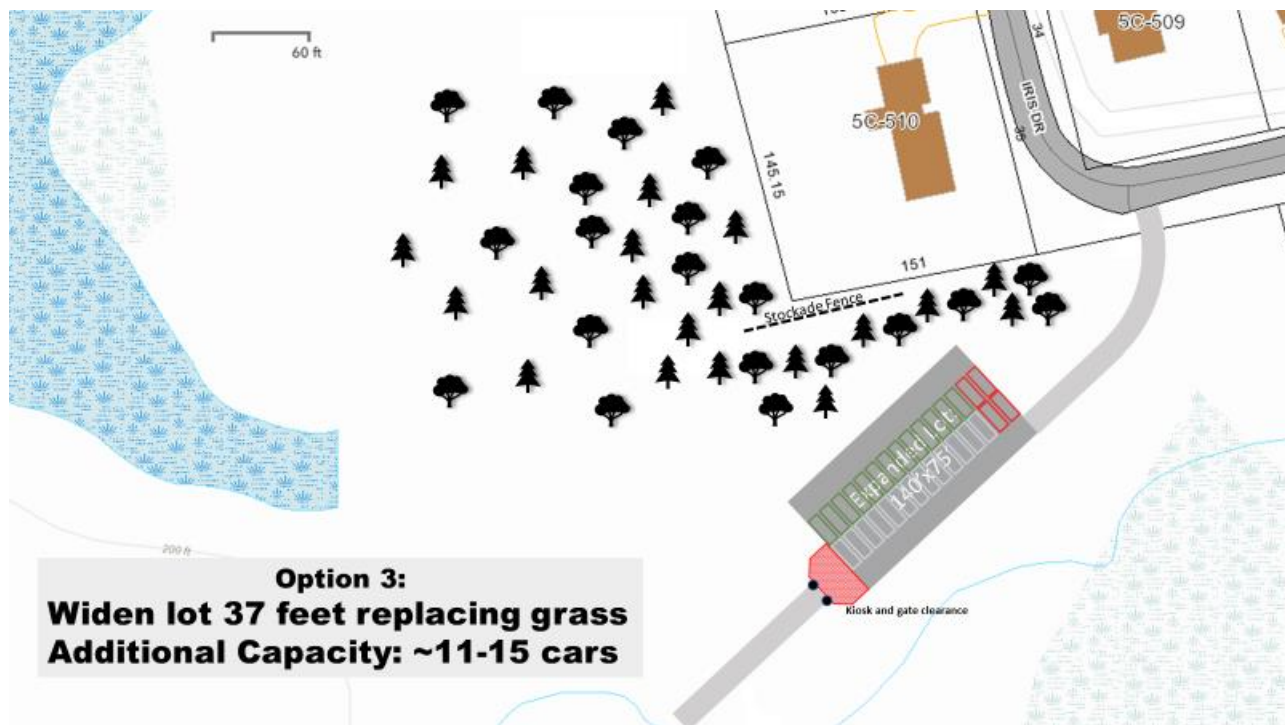 60 ft
5C-509
34
IRIS DR
36
5C-510
145.15
151
Stockade Fence
Expanded Lot
140'x75'
200 ft
Kiosk and gate clearance
Option 3:
Widen lot 37 feet replacing grass
Additional Capacity: ~11-15 cars